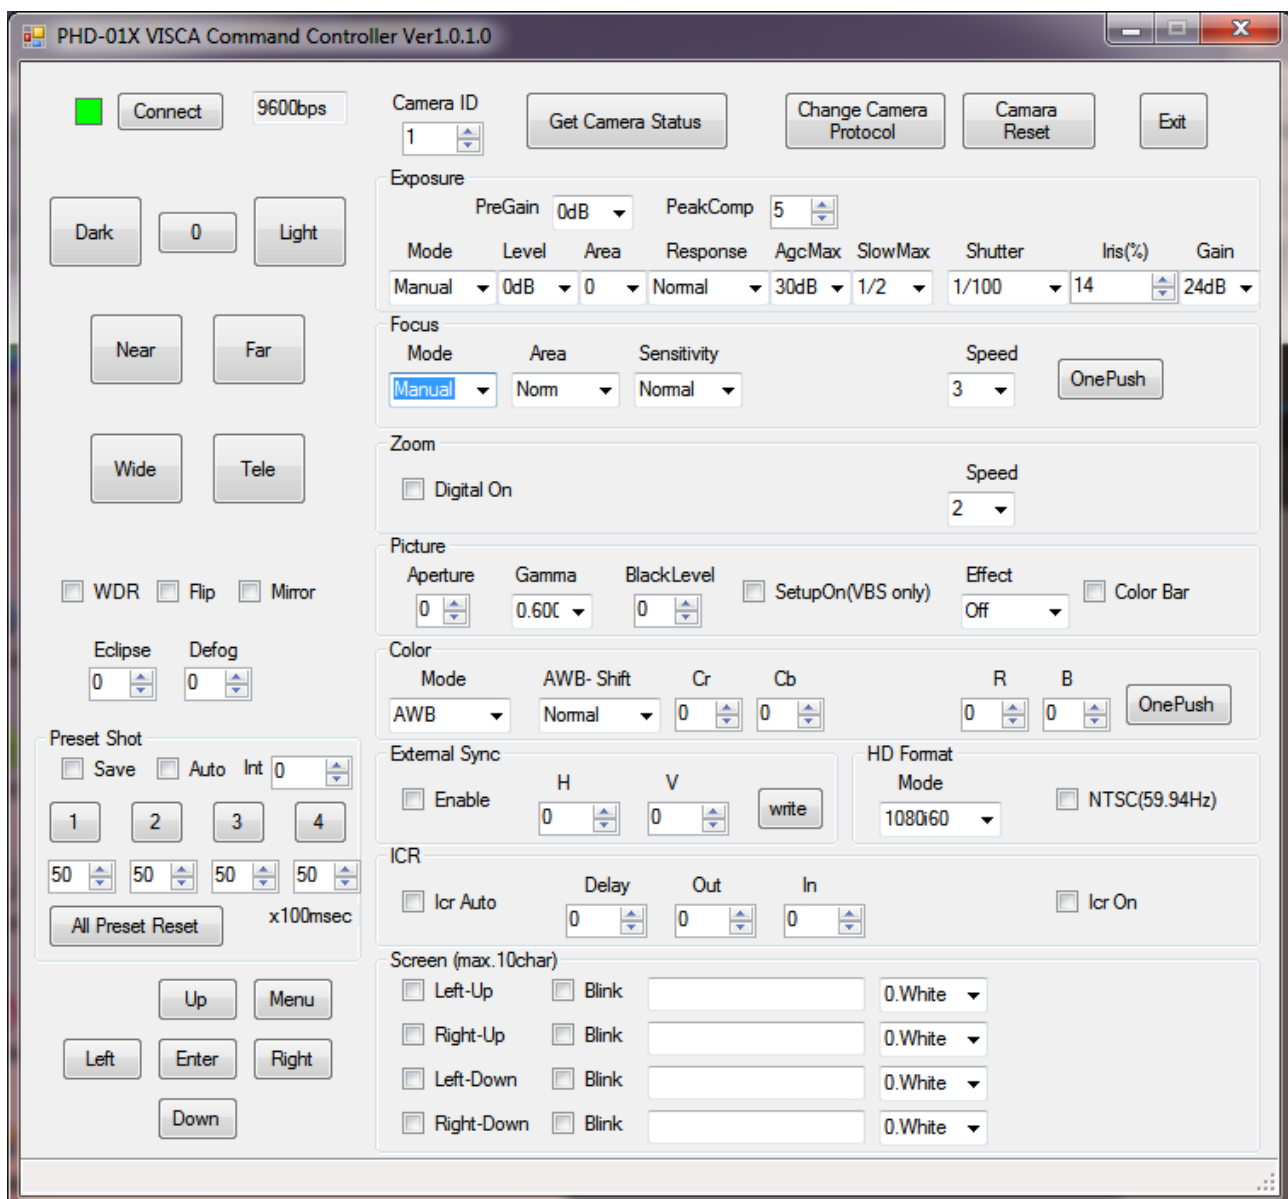 PHD-01X VISCA Command Controller Ver1.0.1.0
Connect 9600bps
Camera ID
1
Get Camera Status
Change Camera Protocol
Camara Reset
Exit
Dark 0 Light
Near Far
Wide Tele
WDR Flip Mirror
Eclipse Defog
0 0
Preset Shot
Save Auto Int 0
1 2 3 4
50 50 50 50
All Preset Reset x100msec
Up Menu
Left Enter Right
Down
Exposure
PreGain 0dB PeakComp 5
Mode Level Area Response AgcMax SlowMax Shutter Iris(%) Gain
Manual 0dB 0 Normal 30dB 1/2 1/100 14 24dB
Focus
Mode Area Sensitivity Speed
Manual Norm Normal 3 OnePush
Zoom
Digital On
Speed
2
Picture
Aperture Gamma BlackLevel Effect
0 0.600 0 SetupOn(VBS only) Off Color Bar
Color
Mode AWB- Shift Cr Cb R B
AWB Normal 0 0 0 0 OnePush
External Sync
H V
Enable 0 0 write
HD Format
Mode
1080i60 NTSC(59.94Hz)
ICR
Delay Out In
Icr Auto 0 0 0 Icr On
Screen (max.10char)
Left-Up Blink 0.White
Right-Up Blink 0.White
Left-Down Blink 0.White
Right-Down Blink 0.White